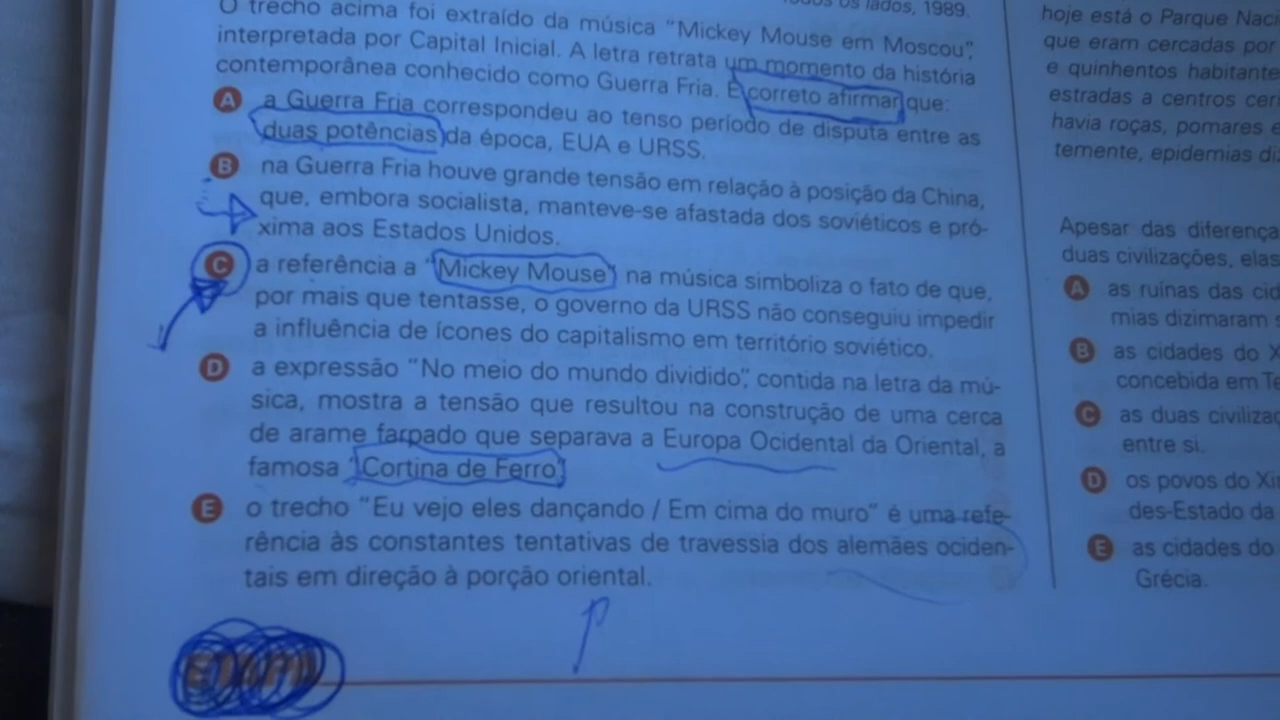 os lados, 1989.
O trecho acima foi extraído da música "Mickey Mouse em Moscou",
interpretada por Capital Inicial. A letra retrata um momento da história
contemporânea conhecido como Guerra Fria. É correto afirmar que:
A a Guerra Fria correspondeu ao tenso período de disputa entre as
duas potências da época, EUA e URSS.
B na Guerra Fria houve grande tensão em relação à posição da China,
que, embora socialista, manteve-se afastada dos soviéticos e pró-
xima aos Estados Unidos.
C a referência a "Mickey Mouse" na música simboliza o fato de que,
por mais que tentasse, o governo da URSS não conseguiu impedir
a influência de ícones do capitalismo em território soviético.
D a expressão "No meio do mundo dividido", contida na letra da mú-
sica, mostra a tensão que resultou na construção de uma cerca
de arame farpado que separava a Europa Ocidental da Oriental, a
famosa "Cortina de Ferro".
E o trecho "Eu vejo eles dançando / Em cima do muro" é uma refe-
rência às constantes tentativas de travessia dos alemães ociden-
tais em direção à porção oriental.
hoje está o Parque Nac
que eram cercadas por
e quinhentos habitante
estradas a centros cer
havia roças, pomares e
temente, epidemias di
Apesar das diferença
duas civilizações, elas
A as ruínas das cid
mias dizimaram
B as cidades do X
concebida em Te
C as duas civilizaç
entre si.
D os povos do Xi
des-Estado da
E as cidades do
Grécia.